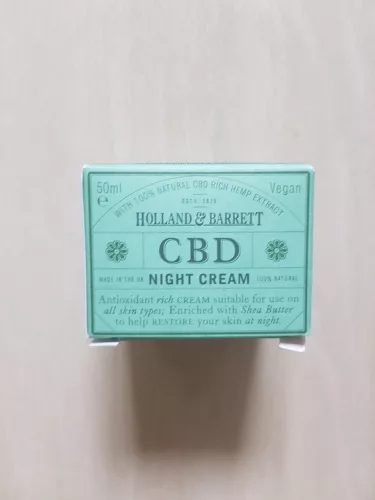 50ml
e
WITH 100% NATURAL CBD RICH HEMP EXTRACT
Vegan
ESTD 1870
HOLLAND & BARRETT
CBD
MADE IN THE UK
NIGHT CREAM
100% NATURAL
Antioxidant rich CREAM suitable for use on
all skin types; Enriched with Shea Butter
to help RESTORE your skin at night.